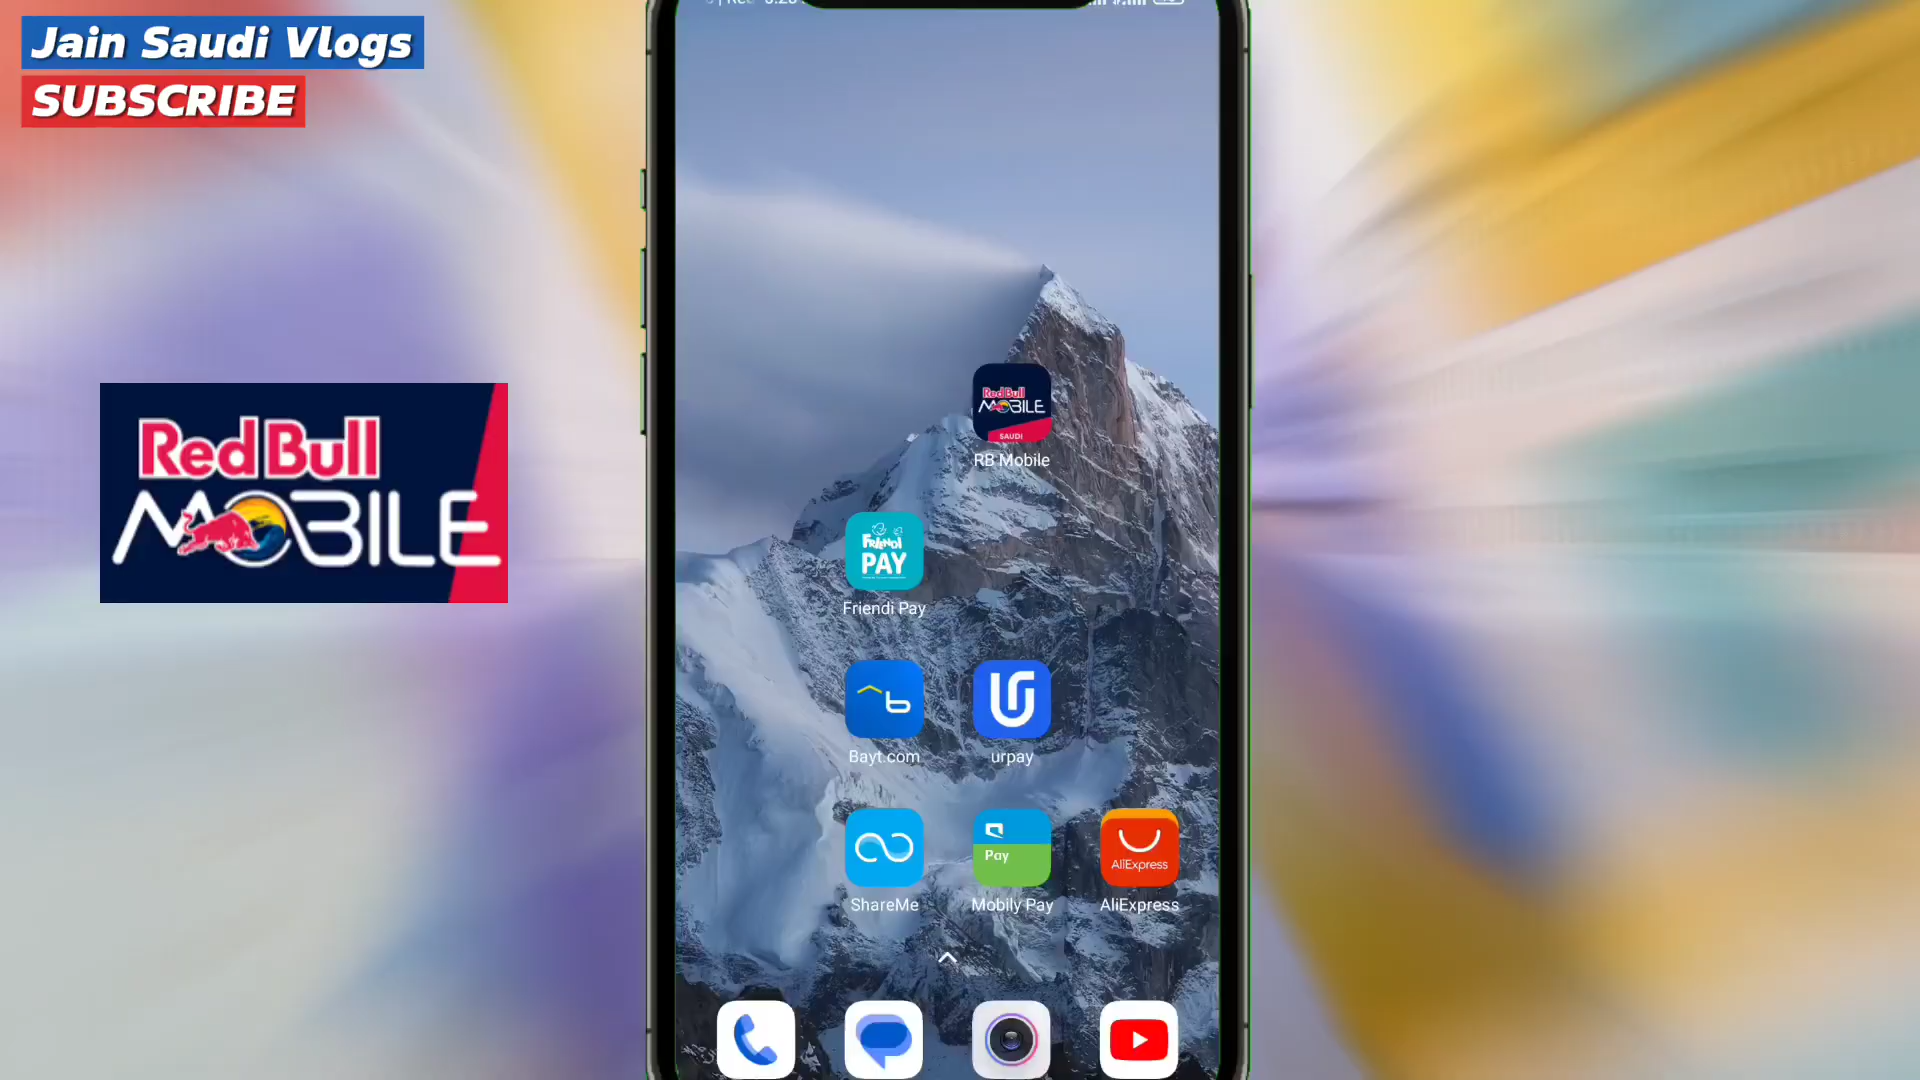 Jain Saudi Vlogs
SUBSCRIBE
Red Bull
MOBILE
Red Bull
MOBILE
SAUDI
RB Mobile
FRiENDi
PAY
Friendi Pay
b
Bayt.com
urpay
Pay
AliExpress
ShareMe
Mobily Pay
AliExpress